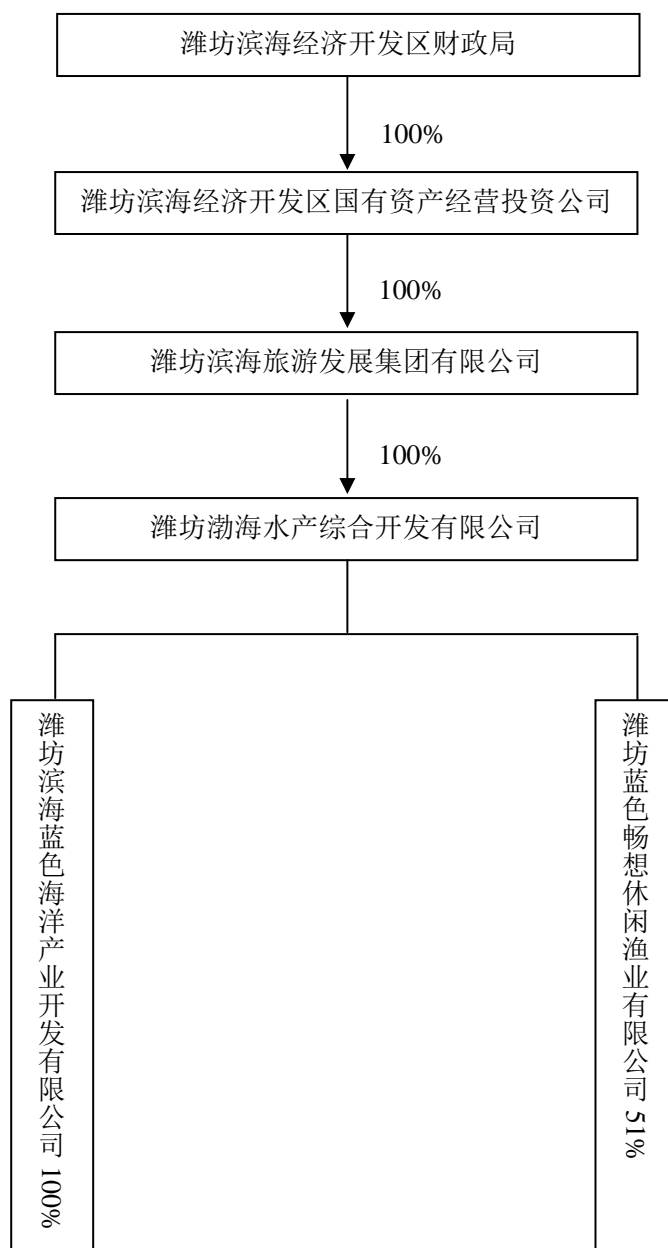 潍坊滨海经济开发区财政局
100%
潍坊滨海经济开发区国有资产经营投资公司
100%
潍坊滨海旅游发展集团有限公司
100%
潍坊渤海水产综合开发有限公司
潍坊滨海蓝色海洋产业开发有限公司 100%
潍坊蓝色畅想休闲渔业有限公司 51%